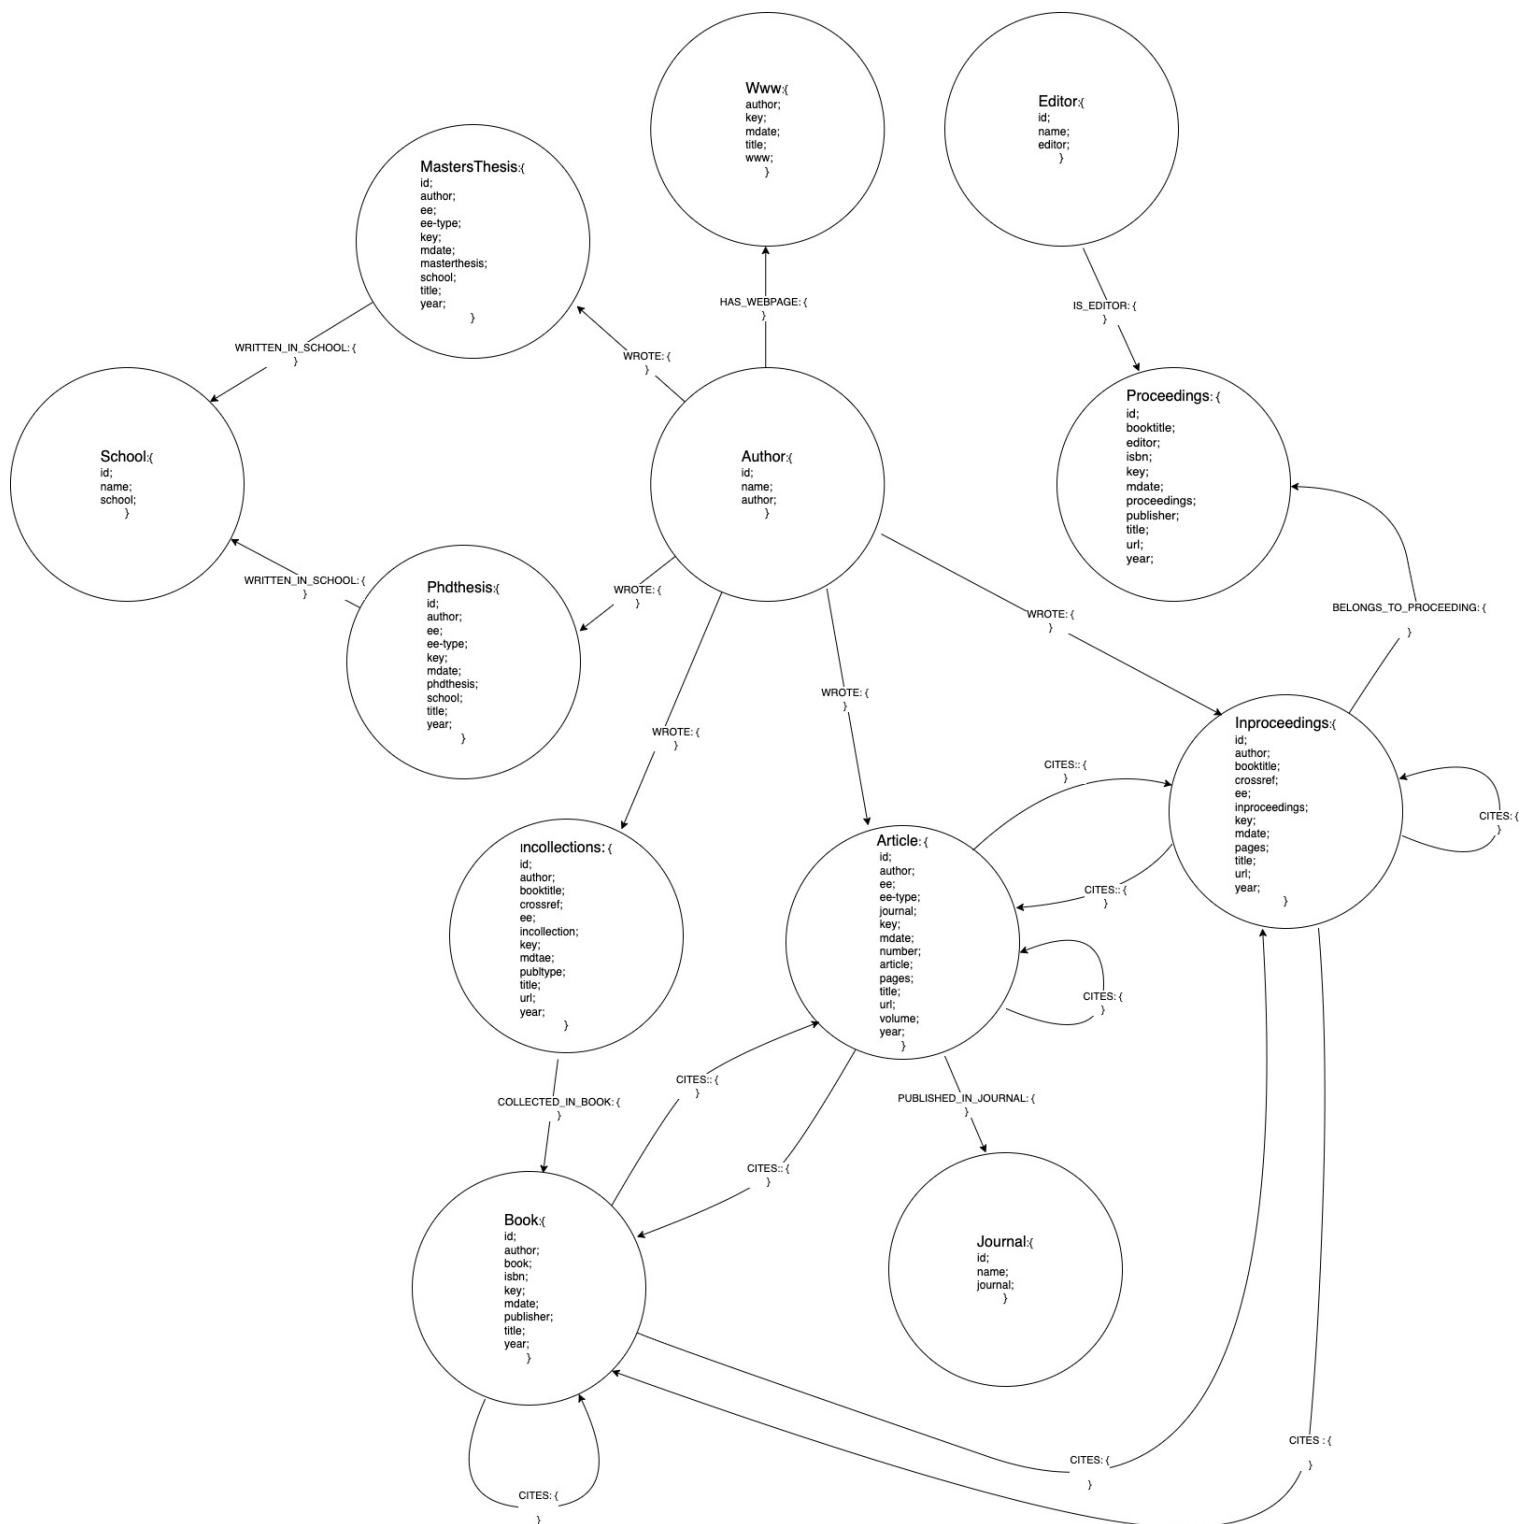 Www:{
author;
key;
mdate;
title;
www;
}
Editor:{
id;
name;
editor;
}
MastersThesis:{
id;
author;
ee;
ee-type;
key;
mdate;
masterthesis;
school;
title;
year;
}
HAS_WEBPAGE: {
}
IS_EDITOR: {
}
WRITTEN_IN_SCHOOL: {
}
WROTE: {
}
School:{
id;
name;
school;
}
Author:{
id;
name;
author;
}
Proceedings: {
id;
booktitle;
editor;
isbn;
key;
mdate;
proceedings;
publisher;
title;
url;
year;
}
WRITTEN_IN_SCHOOL: {
}
Phdthesis:{
id;
author;
ee;
ee-type;
key;
mdate;
phdthesis;
school;
title;
year;
}
WROTE: {
}
WROTE: {
}
BELONGS_TO_PROCEEDING: {
}
WROTE: {
}
WROTE: {
}
Inproceedings:{
id;
author;
booktitle;
crossref;
ee;
inproceedings;
key;
mdate;
pages;
title;
url;
year;
}
CITES:: {
}
CITES: {
}
CITES:: {
}
Incollections: {
id;
author;
booktitle;
crossref;
ee;
incollection;
key;
mdtae;
publtype;
title;
url;
year;
}
Article: {
id;
author;
ee;
ee-type;
journal;
key;
mdate;
number;
article;
pages;
title;
url;
volume;
year;
}
CITES: {
}
CITES:: {
}
COLLECTED_IN_BOOK: {
}
PUBLISHED_IN_JOURNAL: {
}
CITES:: {
}
Book:{
id;
author;
book;
isbn;
key;
mdate;
publisher;
title;
year;
}
Journal:{
id;
name;
journal;
}
CITES : {
}
CITES: {
}
CITES: {
}